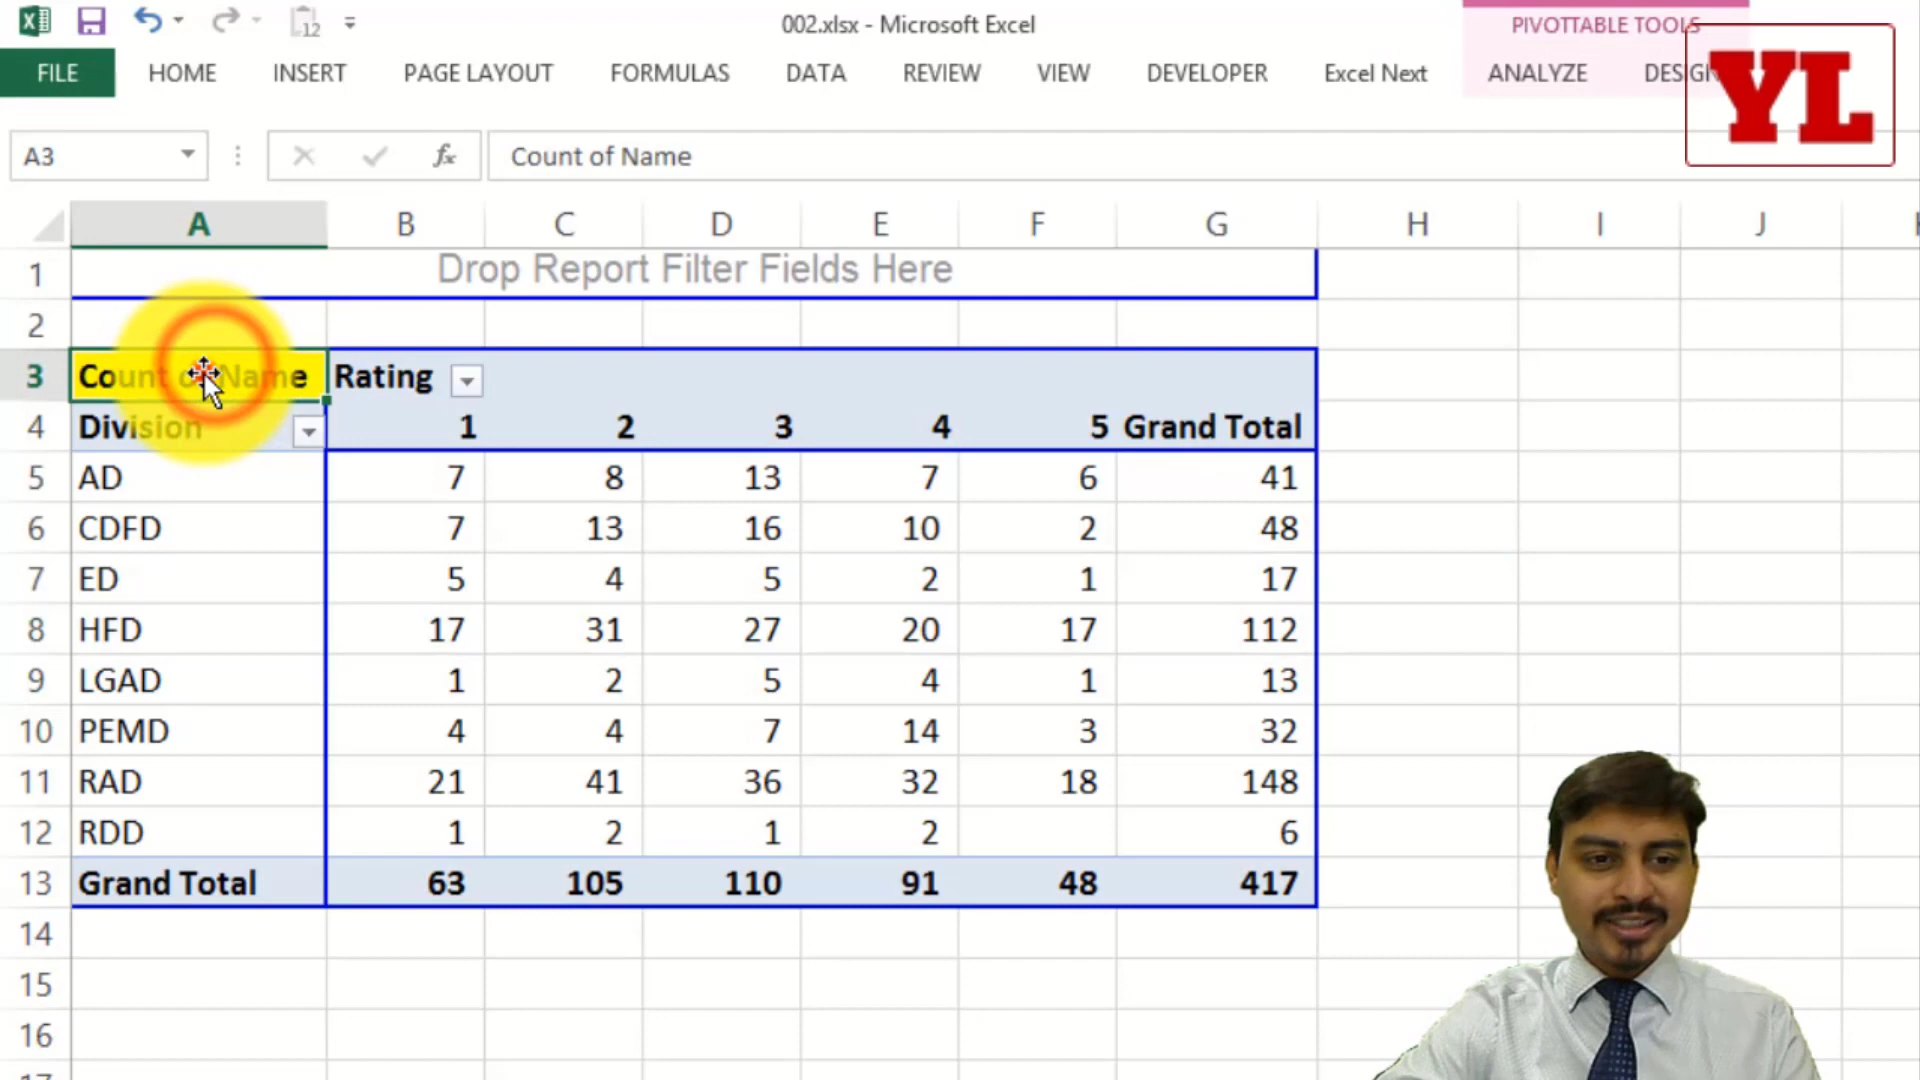 12
002.xlsx - Microsoft Excel
PIVOTTABLE TOOLS
FILE HOME INSERT PAGE LAYOUT FORMULAS DATA REVIEW VIEW DEVELOPER Excel Next ANALYZE DESIGN
YL
A3 fx Count of Name
A B C D E F G H I J
1 Drop Report Filter Fields Here
2
3 Count of Name Rating
4 Division 1 2 3 4 5 Grand Total
5 AD 7 8 13 7 6 41
6 CDFD 7 13 16 10 2 48
7 ED 5 4 5 2 1 17
8 HFD 17 31 27 20 17 112
9 LGAD 1 2 5 4 1 13
10 PEMD 4 4 7 14 3 32
11 RAD 21 41 36 32 18 148
12 RDD 1 2 1 2 6
13 Grand Total 63 105 110 91 48 417
14
15
16